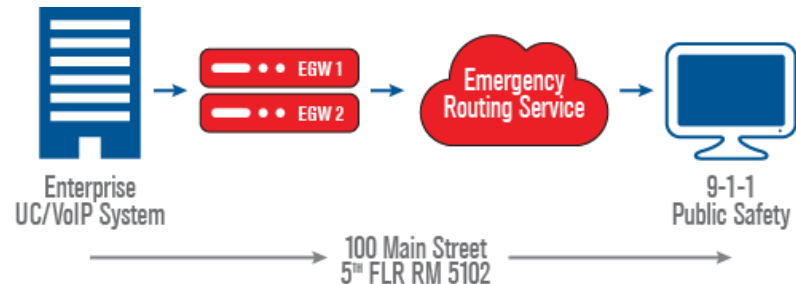 EGW 1
EGW 2
Emergency
Routing Service
Enterprise
UC/VoIP System
9-1-1
Public Safety
100 Main Street
5TH FLR RM 5102